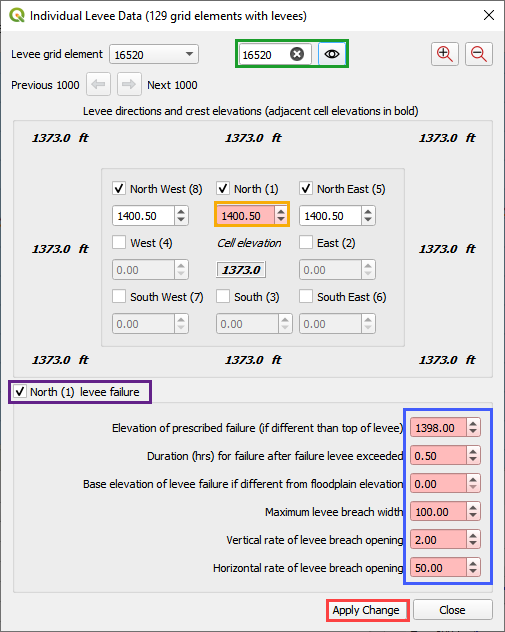 Individual Levee Data (129 grid elements with levees)
Levee grid element 16520 16520
Previous 1000 Next 1000
Levee directions and crest elevations (adjacent cell elevations in bold)
1373.0 ft 1373.0 ft 1373.0 ft
North West (8) North (1) North East (5)
1400.50 1400.50 1400.50
West (4) Cell elevation East (2)
1373.0 ft 0.00 1373.0 0.00 1373.0 ft
South West (7) South (3) South East (6)
0.00 0.00 0.00
1373.0 ft 1373.0 ft 1373.0 ft
North (1) levee failure
Elevation of prescribed failure (if different than top of levee) 1398.00
Duration (hrs) for failure after failure levee exceeded 0.50
Base elevation of levee failure if different from floodplain elevation 0.00
Maximum levee breach width 100.00
Vertical rate of levee breach opening 2.00
Horizontal rate of levee breach opening 50.00
Apply Change Close